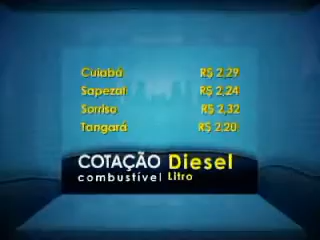 Cuiabá R$ 2,29
Sapezal R$ 2,24
Sorriso R$ 2,32
Tangará R$ 2,20
COTAÇÃO Diesel
combustível Litro